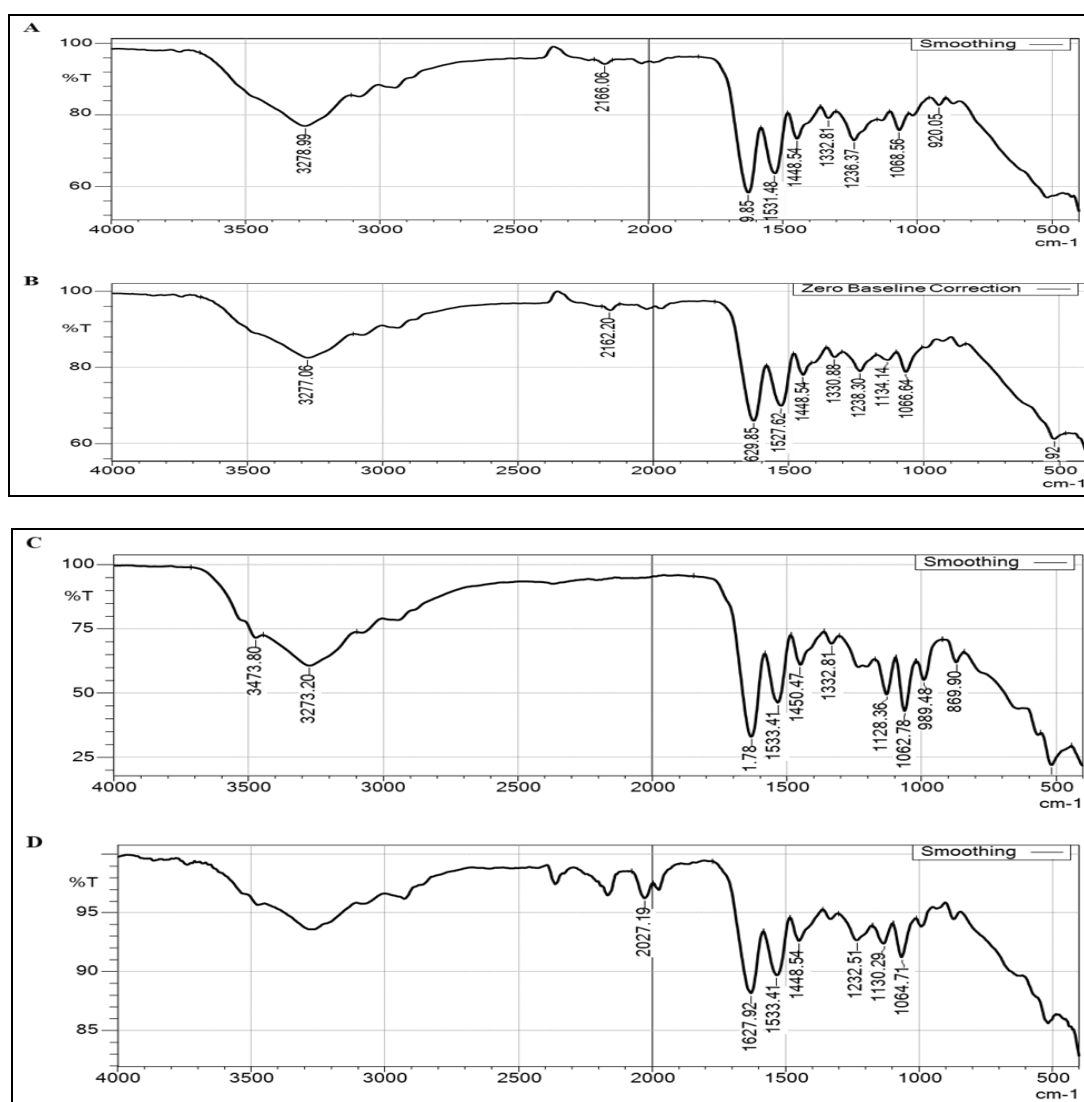 A
Smoothing
100
%T
80
60
3278.99
2166.06
9.85
1531.48
1448.54
1332.81
1236.37
1068.56
920.05
4000 3500 3000 2500 2000 1500 1000 500
cm-1
B
Zero Baseline Correction
100
%T
80
60
3277.06
2162.20
629.85
1527.62
1448.54
1330.88
1238.30
1134.14
1066.64
92
4000 3500 3000 2500 2000 1500 1000 500
cm-1
C
Smoothing
100
%T
75
50
25
3473.80
3273.20
1.78
1533.41
1450.47
1332.81
1128.36
1062.78
989.48
869.90
4000 3500 3000 2500 2000 1500 1000 500
cm-1
D
Smoothing
%T
95
90
85
2027.19
1627.92
1533.41
1448.54
1232.51
1130.29
1064.71
4000 3500 3000 2500 2000 1500 1000 500
cm-1